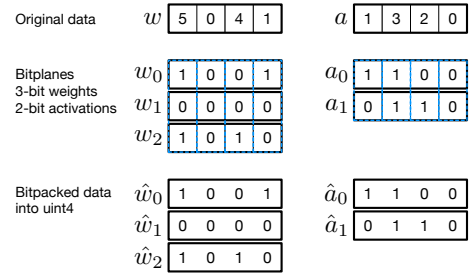 Original data w 5 0 4 1 a 1 3 2 0
Bitplanes
3-bit weights
2-bit activations
w₀ 1 0 0 1 a₀ 1 1 0 0
w₁ 0 0 0 0 a₁ 0 1 1 0
w₂ 1 0 1 0
Bitpacked data
into uint4
ŵ₀ 1 0 0 1 â₀ 1 1 0 0
ŵ₁ 0 0 0 0 â₁ 0 1 1 0
ŵ₂ 1 0 1 0